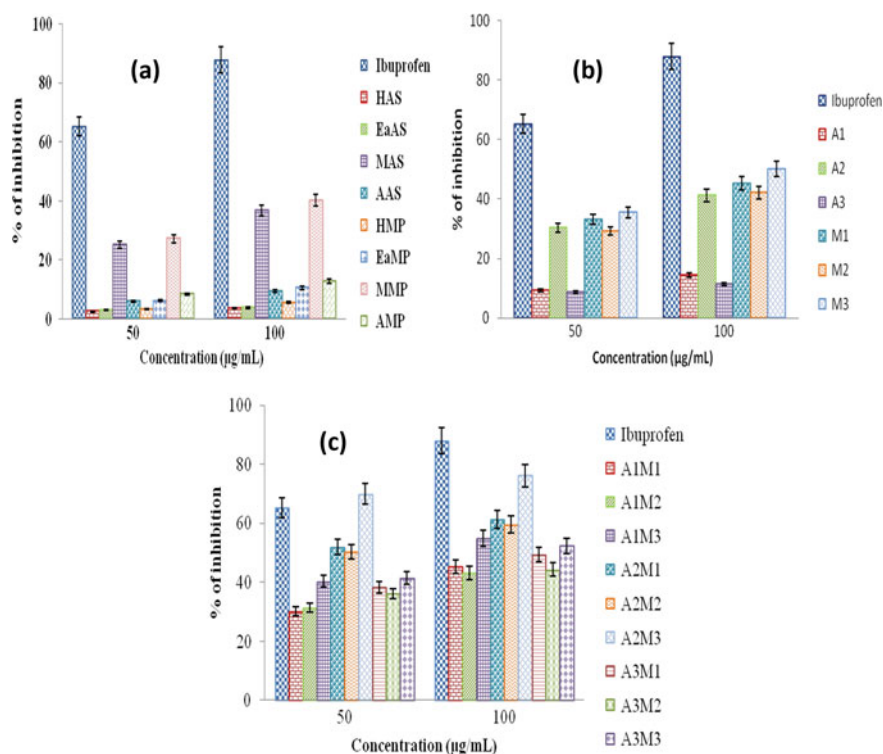 (a)
% of inhibition
100
80
60
40
20
0
50 100
Concentration (µg/mL)
Ibuprofen
HAS
EaAS
MAS
AAS
HMP
EaMP
MMP
AMP
(b)
% of inhibition
100
80
60
40
20
0
50 100
Concentration (µg/mL)
Ibuprofen
A1
A2
A3
M1
M2
M3
(c)
% of inhibition
100
80
60
40
20
0
50 100
Concentration (µg/mL)
Ibuprofen
A1M1
A1M2
A1M3
A2M1
A2M2
A2M3
A3M1
A3M2
A3M3